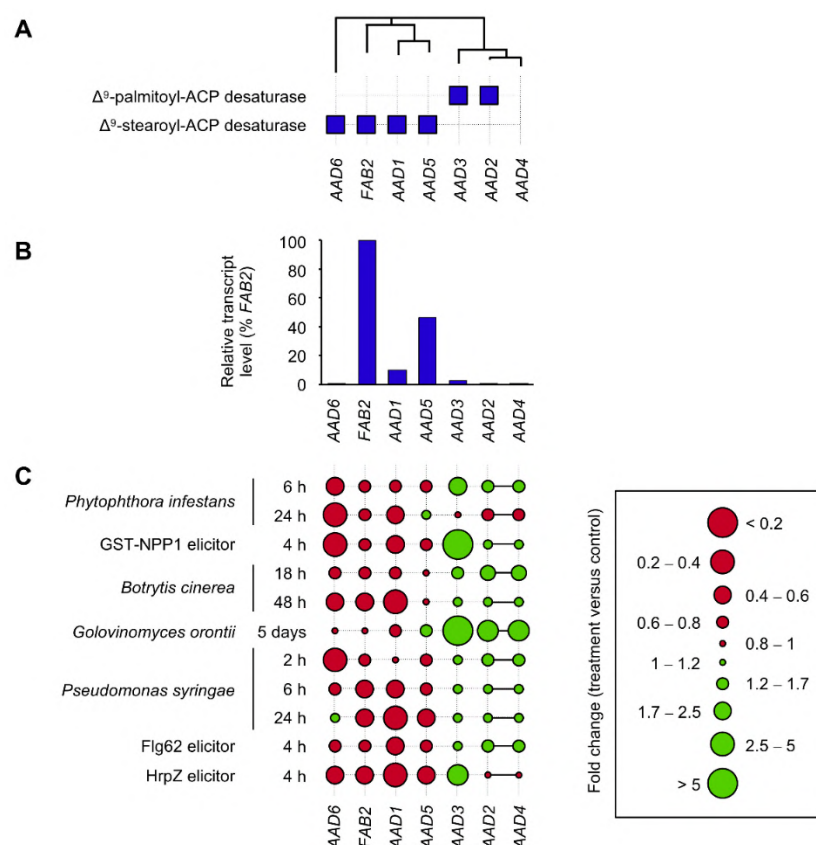 A
Δ⁹-palmitoyl-ACP desaturase
Δ⁹-stearoyl-ACP desaturase
AAD6
FAB2
AAD1
AAD5
AAD3
AAD2
AAD4
B
Relative transcript
level (% FAB2)
100
80
60
40
20
0
AAD6
FAB2
AAD1
AAD5
AAD3
AAD2
AAD4
C
Phytophthora infestans
6 h
24 h
GST-NPP1 elicitor 4 h
Botrytis cinerea
18 h
48 h
Golovinomyces orontii 5 days
Pseudomonas syringae
2 h
6 h
24 h
Flg62 elicitor 4 h
HrpZ elicitor 4 h
AAD6
FAB2
AAD1
AAD5
AAD3
AAD2
AAD4
Fold change (treatment versus control)
< 0.2
0.2 – 0.4
0.4 – 0.6
0.6 – 0.8
0.8 – 1
1 – 1.2
1.2 – 1.7
1.7 – 2.5
2.5 – 5
> 5